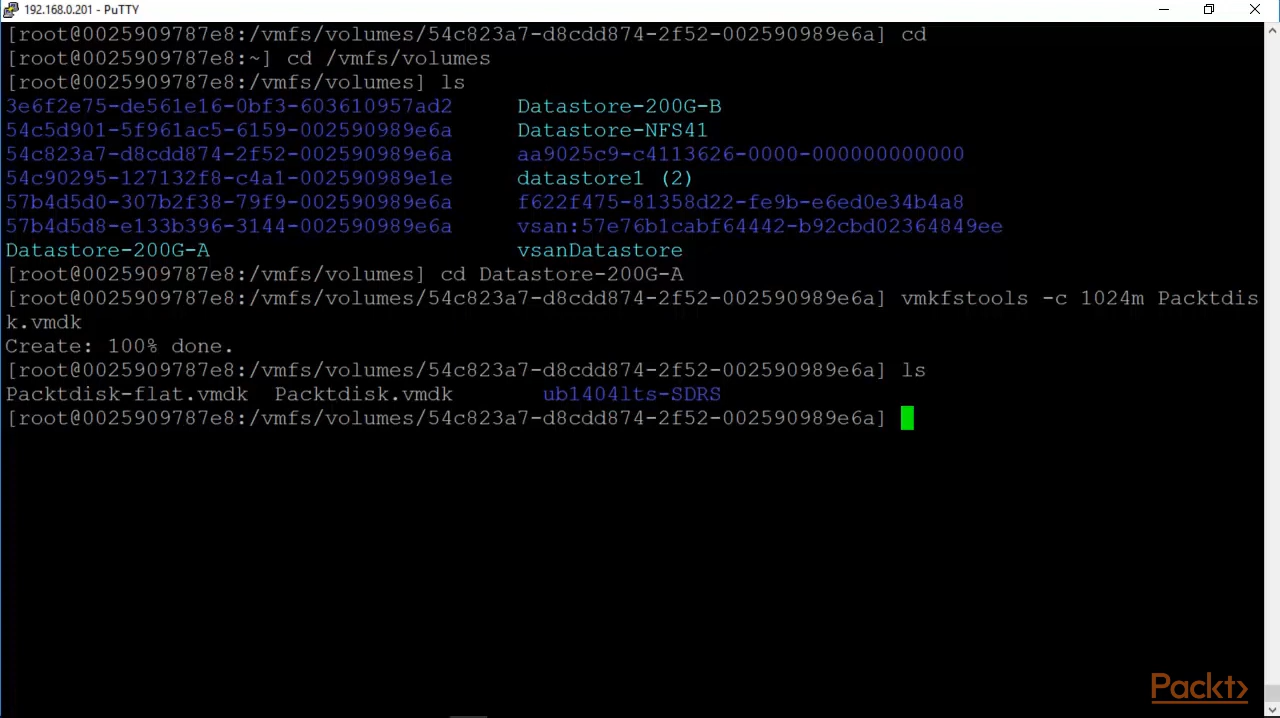 192.168.0.201 - PuTTY
[root@0025909787e8:/vmfs/volumes/54c823a7-d8cdd874-2f52-002590989e6a] cd
[root@0025909787e8:~] cd /vmfs/volumes
[root@0025909787e8:/vmfs/volumes] ls
3e6f2e75-de561e16-0bf3-603610957ad2 Datastore-200G-B
54c5d901-5f961ac5-6159-002590989e6a Datastore-NFS41
54c823a7-d8cdd874-2f52-002590989e6a aa9025c9-c4113626-0000-000000000000
54c90295-127132f8-c4a1-002590989e1e datastore1 (2)
57b4d5d0-307b2f38-79f9-002590989e6a f622f475-81358d22-fe9b-e6ed0e34b4a8
57b4d5d8-e133b396-3144-002590989e6a vsan:57e76b1cabf64442-b92cbd02364849ee
Datastore-200G-A vsanDatastore
[root@0025909787e8:/vmfs/volumes] cd Datastore-200G-A
[root@0025909787e8:/vmfs/volumes/54c823a7-d8cdd874-2f52-002590989e6a] vmkfstools -c 1024m Packtdis
k.vmdk
Create: 100% done.
[root@0025909787e8:/vmfs/volumes/54c823a7-d8cdd874-2f52-002590989e6a] ls
Packtdisk-flat.vmdk Packtdisk.vmdk ub1404lts-SDRS
[root@0025909787e8:/vmfs/volumes/54c823a7-d8cdd874-2f52-002590989e6a]
Packt>